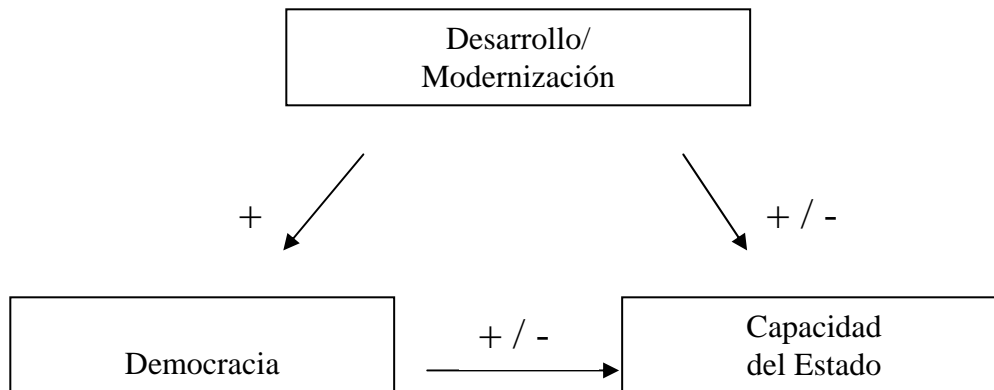 Desarrollo/
Modernización
+
+ / -
+ / -
Democracia
Capacidad
del Estado